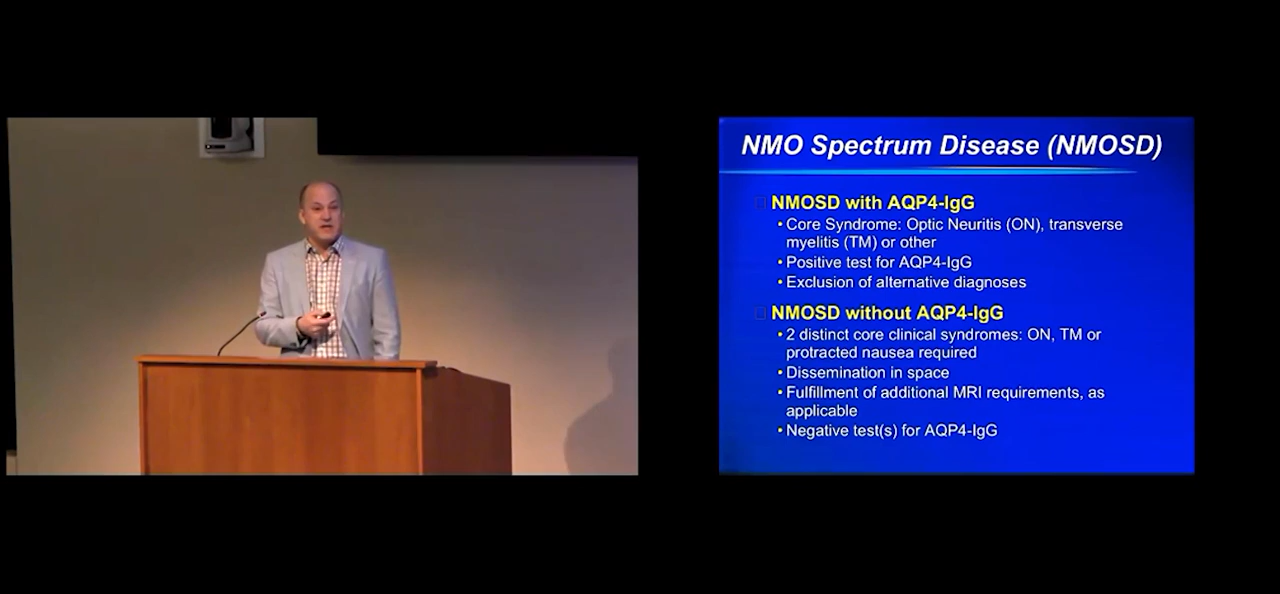 NMO Spectrum Disease (NMOSD)
NMOSD with AQP4-IgG
• Core Syndrome: Optic Neuritis (ON), transverse
myelitis (TM) or other
• Positive test for AQP4-IgG
• Exclusion of alternative diagnoses
NMOSD without AQP4-IgG
• 2 distinct core clinical syndromes: ON, TM or
protracted nausea required
• Dissemination in space
• Fulfillment of additional MRI requirements, as
applicable
• Negative test(s) for AQP4-IgG